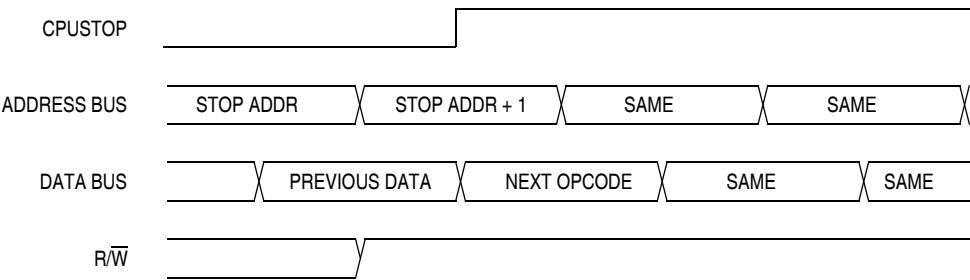 CPUSTOP
ADDRESS BUS STOP ADDR STOP ADDR + 1 SAME SAME
DATA BUS PREVIOUS DATA NEXT OPCODE SAME SAME
R/W̅